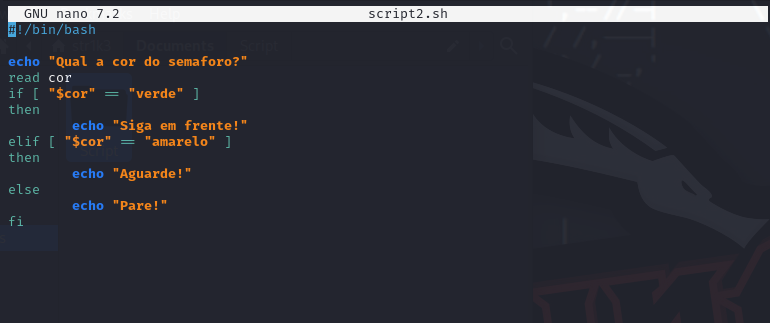 GNU nano 7.2 script2.sh
#!/bin/bash
echo "Qual a cor do semaforo?"
read cor
if [ "$cor" == "verde" ]
then
echo "Siga em frente!"
elif [ "$cor" == "amarelo" ]
then
echo "Aguarde!"
else
echo "Pare!"
fi